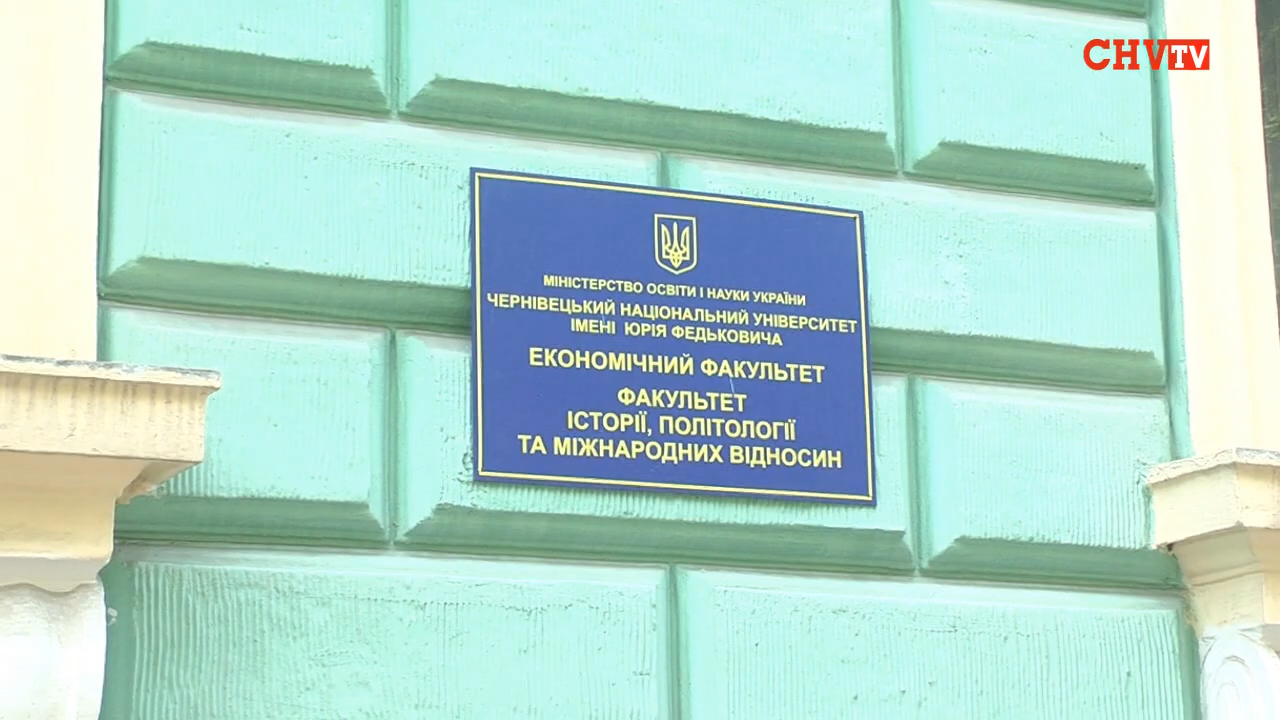 CHVTV
МІНІСТЕРСТВО ОСВІТИ І НАУКИ УКРАЇНИ
ЧЕРНІВЕЦЬКИЙ НАЦІОНАЛЬНИЙ УНІВЕРСИТЕТ
ІМЕНІ ЮРІЯ ФЕДЬКОВИЧА
ЕКОНОМІЧНИЙ ФАКУЛЬТЕТ
ФАКУЛЬТЕТ
ІСТОРІЇ, ПОЛІТОЛОГІЇ
ТА МІЖНАРОДНИХ ВІДНОСИН